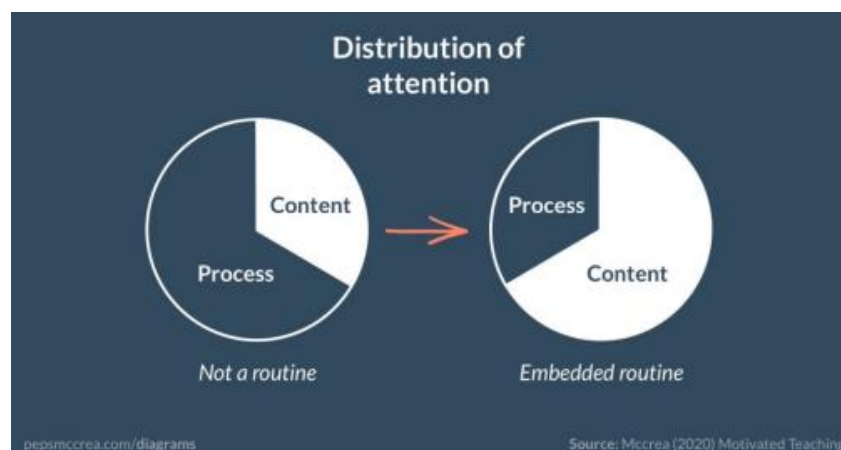 Distribution of
attention
Content
Process
Process
Content
Not a routine
Embedded routine
pepsmccrea.com/diagrams
Source: Mccrea (2020) Motivated Teaching